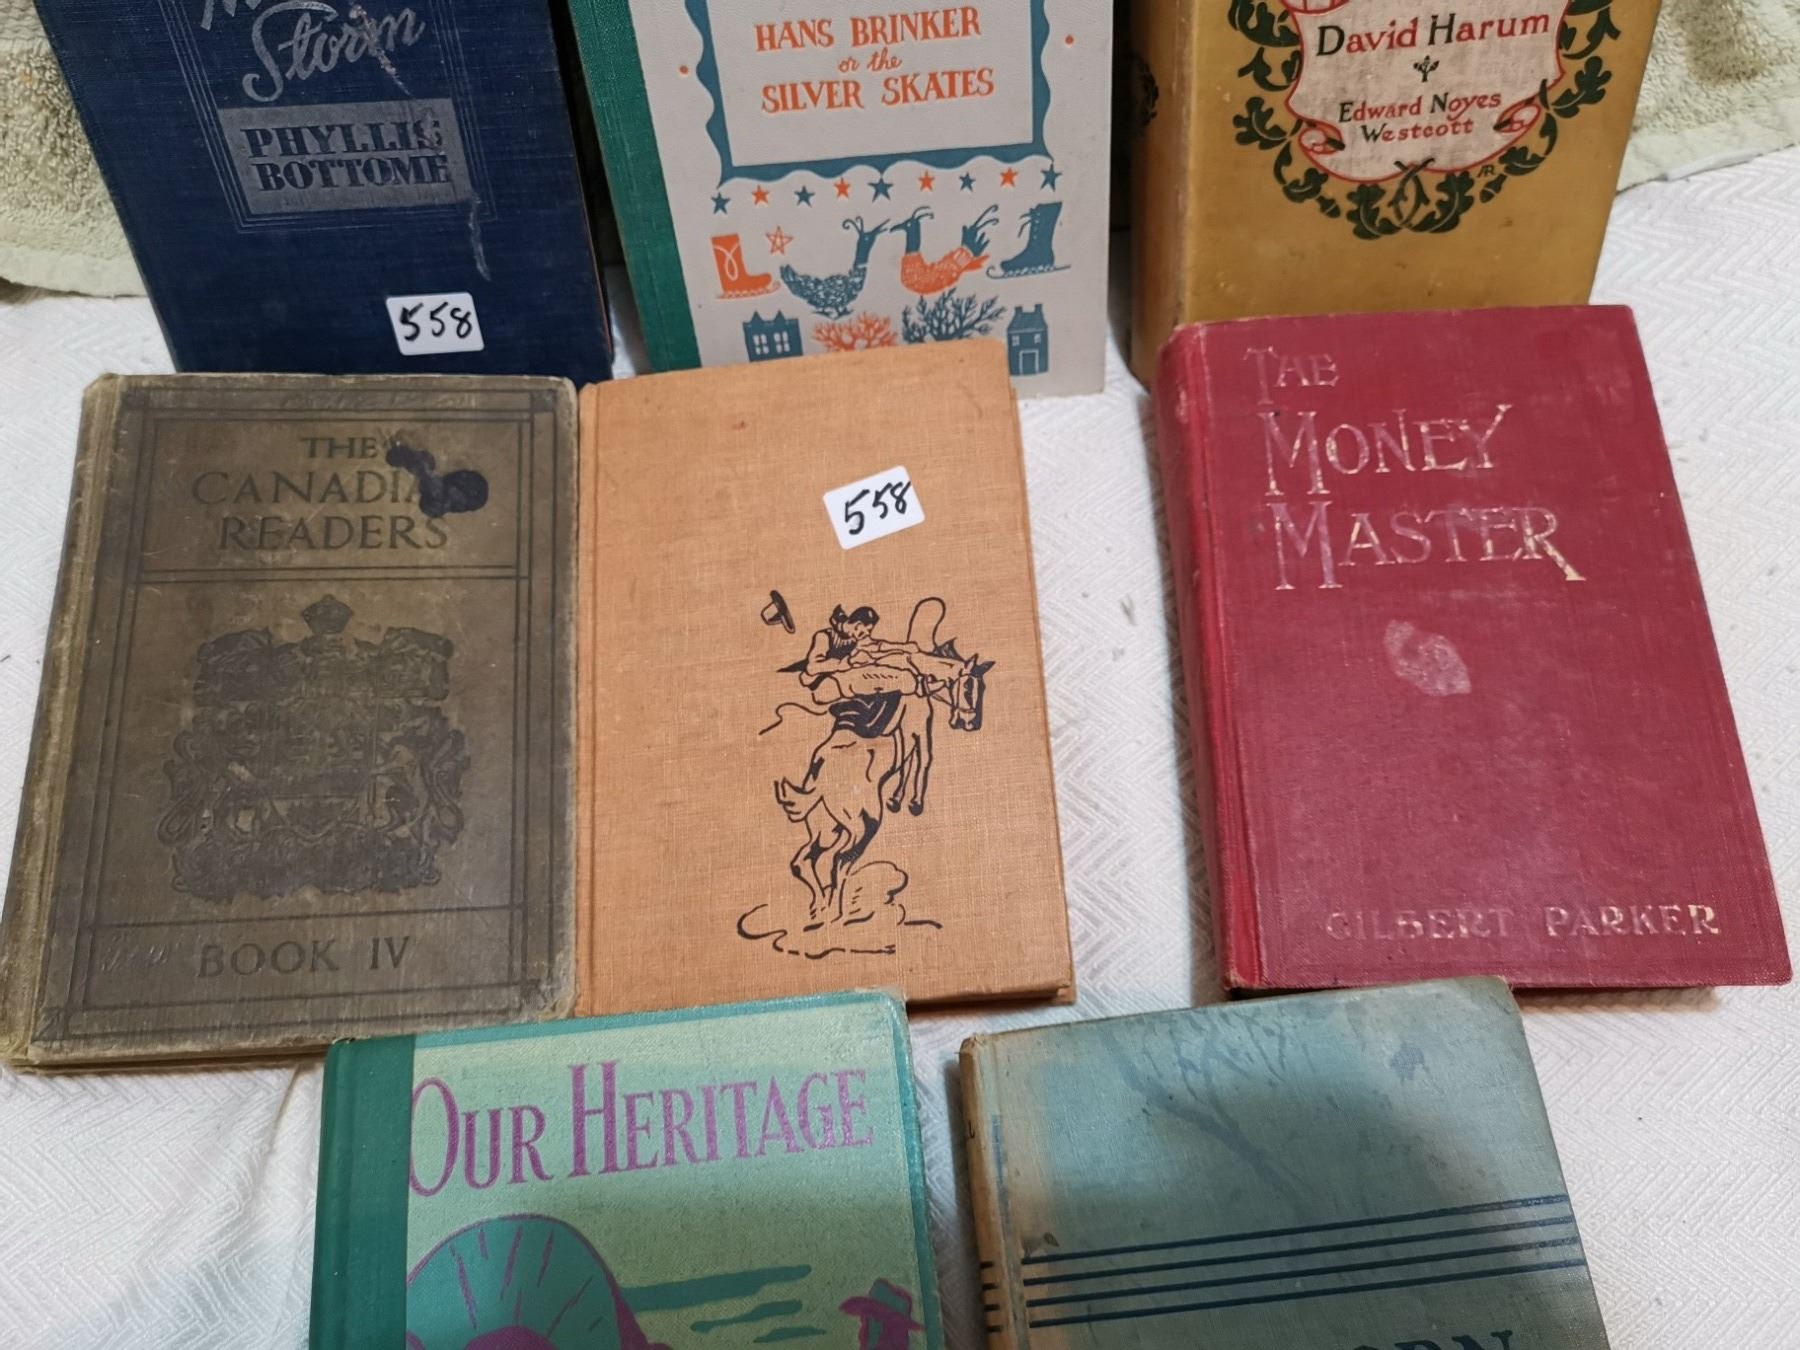 Storm
PHYLLIS
BOTTOME
558
HANS BRINKER
or the
SILVER SKATES
David Harum
Edward Noyes
Westcott
AR
THE
CANADIAN
READERS
BOOK IV
558
THE
MONEY
MASTER
GILBERT PARKER
OUR HERITAGE